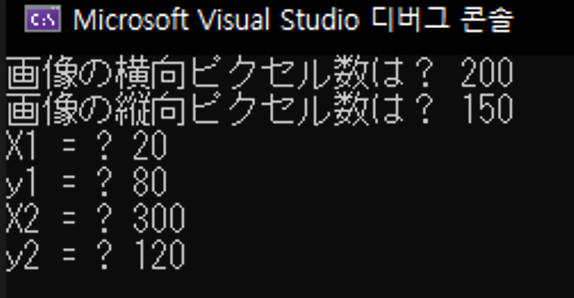 Microsoft Visual Studio 디버그 콘솔
画像の横向ピクセル数は？ 200
画像の縦向ピクセル数は？ 150
X1 = ? 20
y1 = ? 80
X2 = ? 300
y2 = ? 120